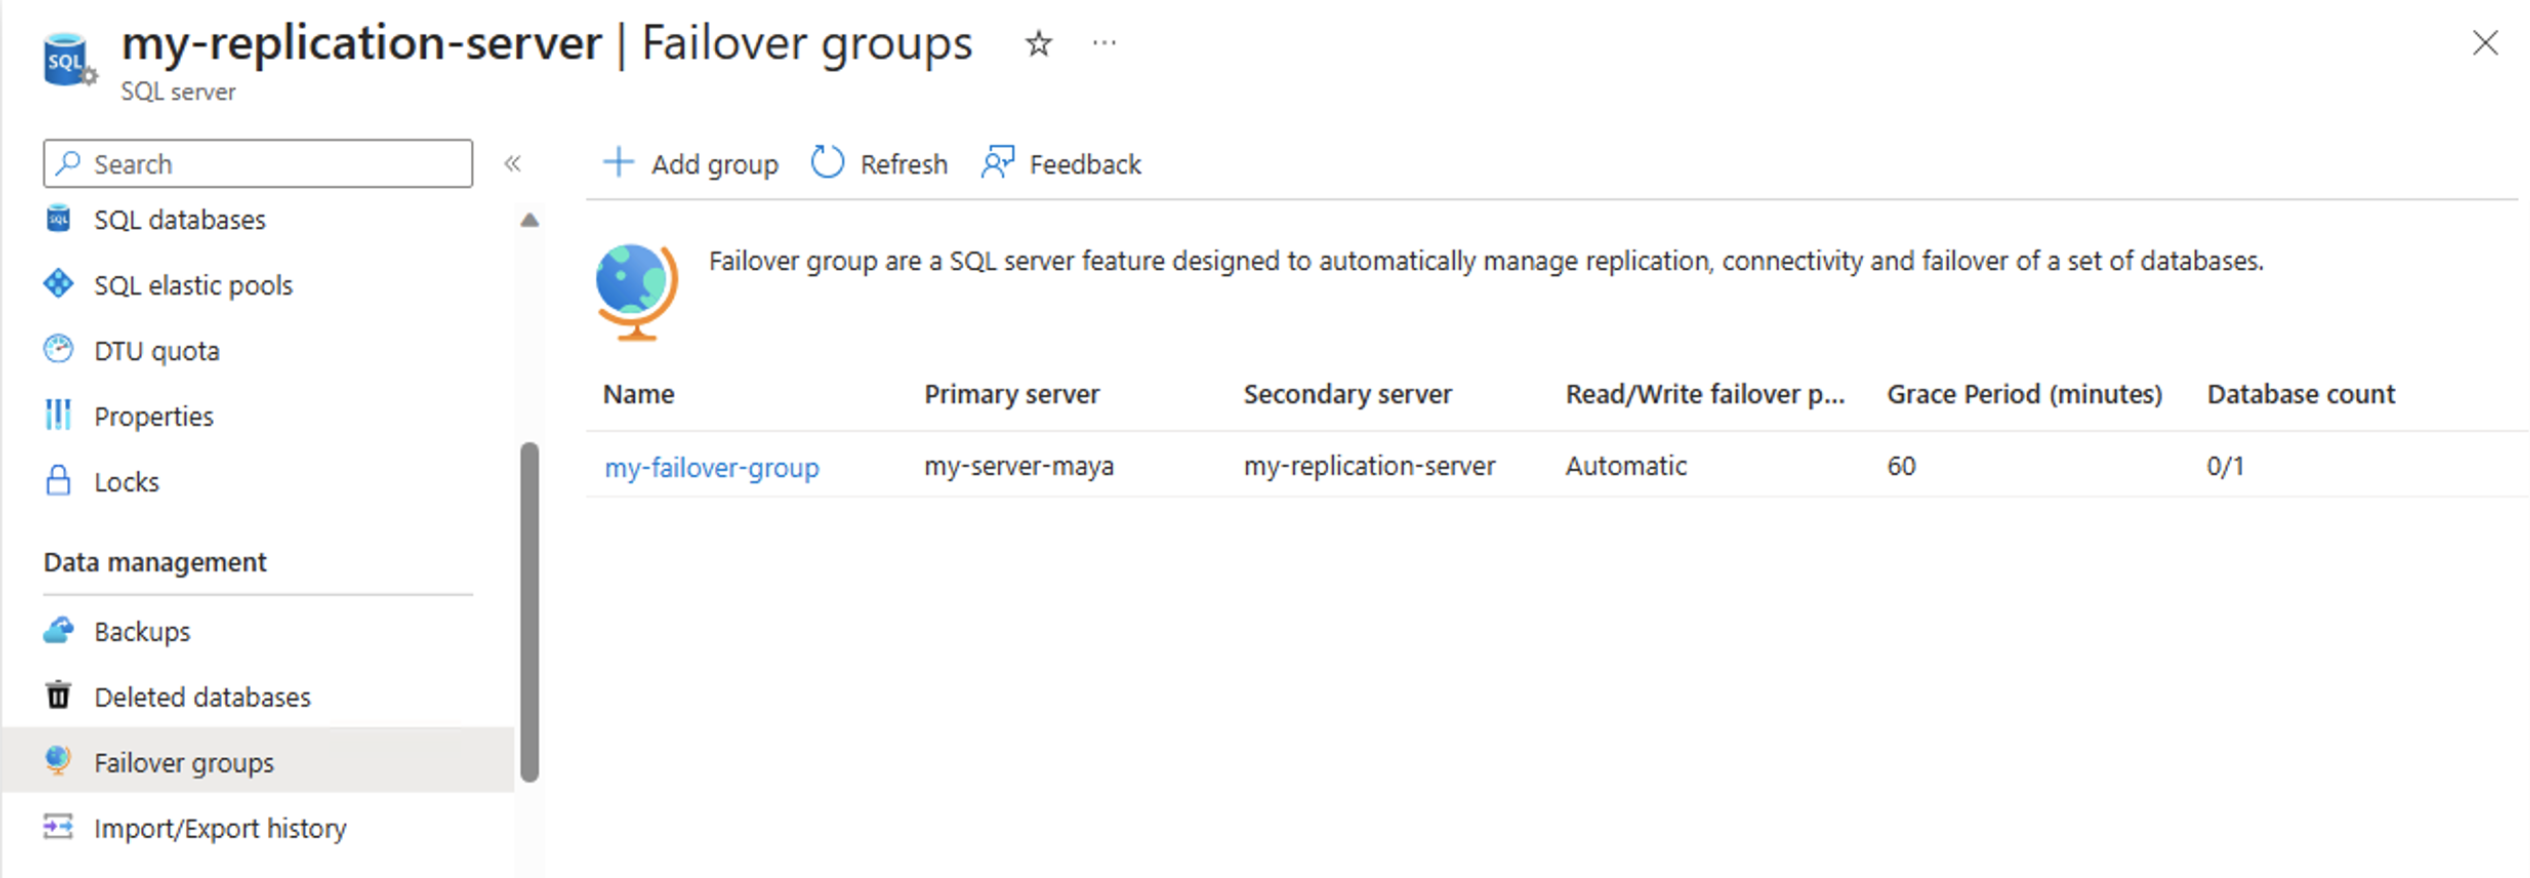 my-replication-server | Failover groups
SQL server
Search
SQL databases
SQL elastic pools
DTU quota
Properties
Locks
Data management
Backups
Deleted databases
Failover groups
Import/Export history
Add group Refresh Feedback
Failover group are a SQL server feature designed to automatically manage replication, connectivity and failover of a set of databases.
Name Primary server Secondary server Read/Write failover p... Grace Period (minutes) Database count
my-failover-group my-server-maya my-replication-server Automatic 60 0/1